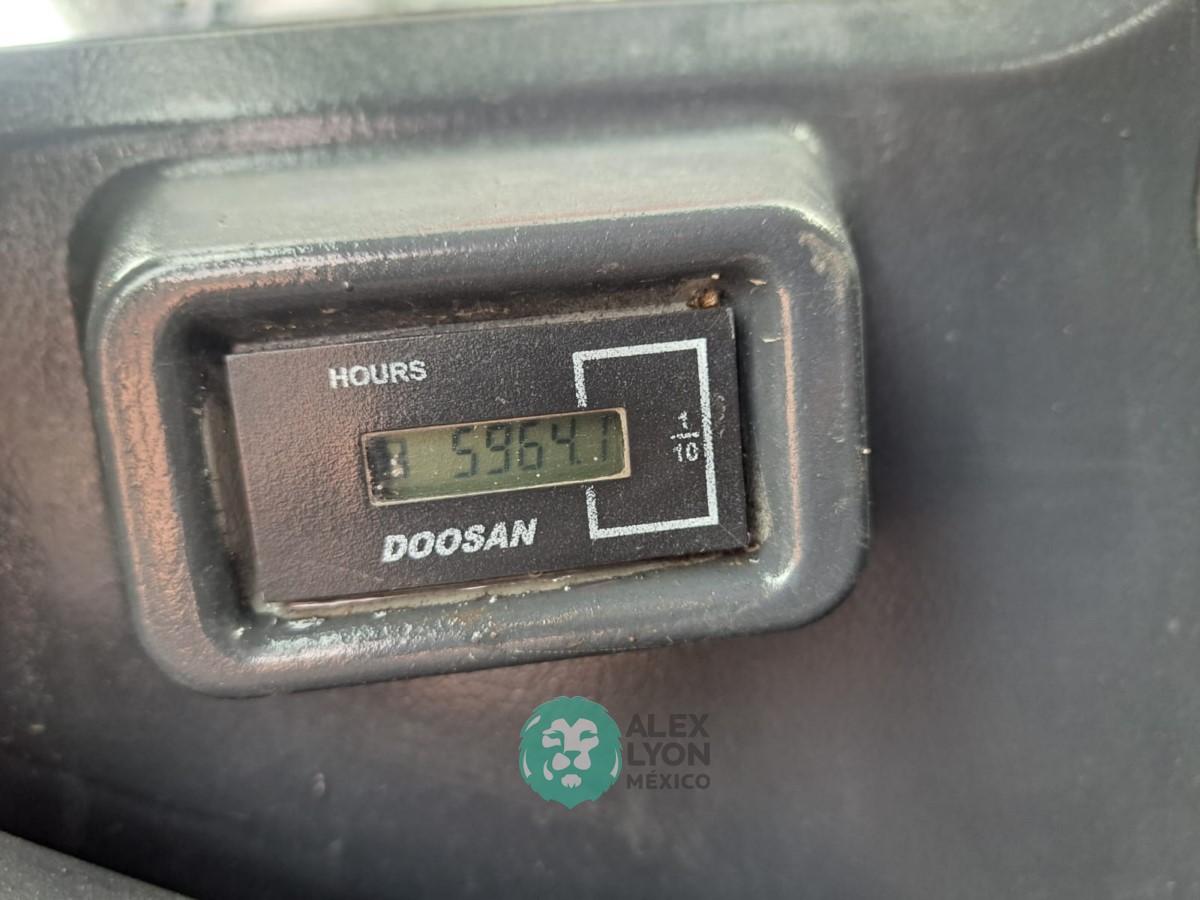 HOURS
5964.1
1
10
DOOSAN
ALEX
LYON
MÉXICO